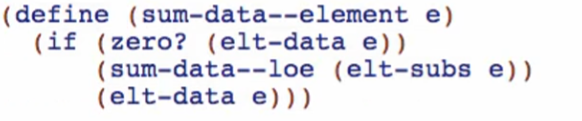 (define (sum-data--element e)
(if (zero? (elt-data e))
(sum-data--loe (elt-subs e))
(elt-data e)))